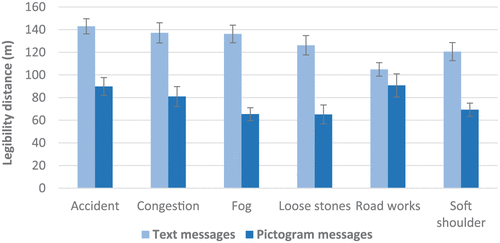 Legibility distance (m)
160
140
120
100
80
60
40
20
0
Accident Congestion Fog Loose stones Road works Soft
shoulder
Text messages Pictogram messages